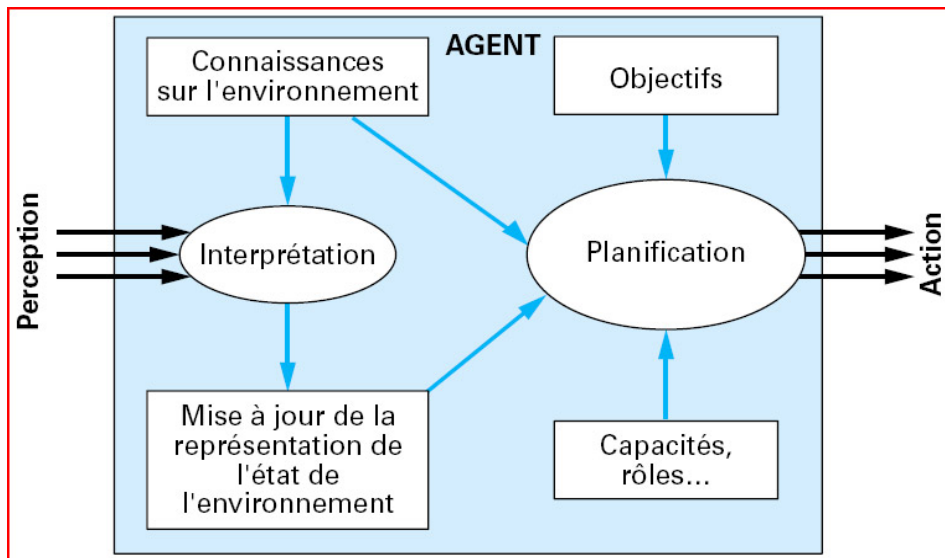 AGENT
Connaissances
sur l'environnement
Objectifs
Perception
Interprétation
Planification
Action
Mise à jour de la
représentation de
l'état de
l'environnement
Capacités,
rôles...